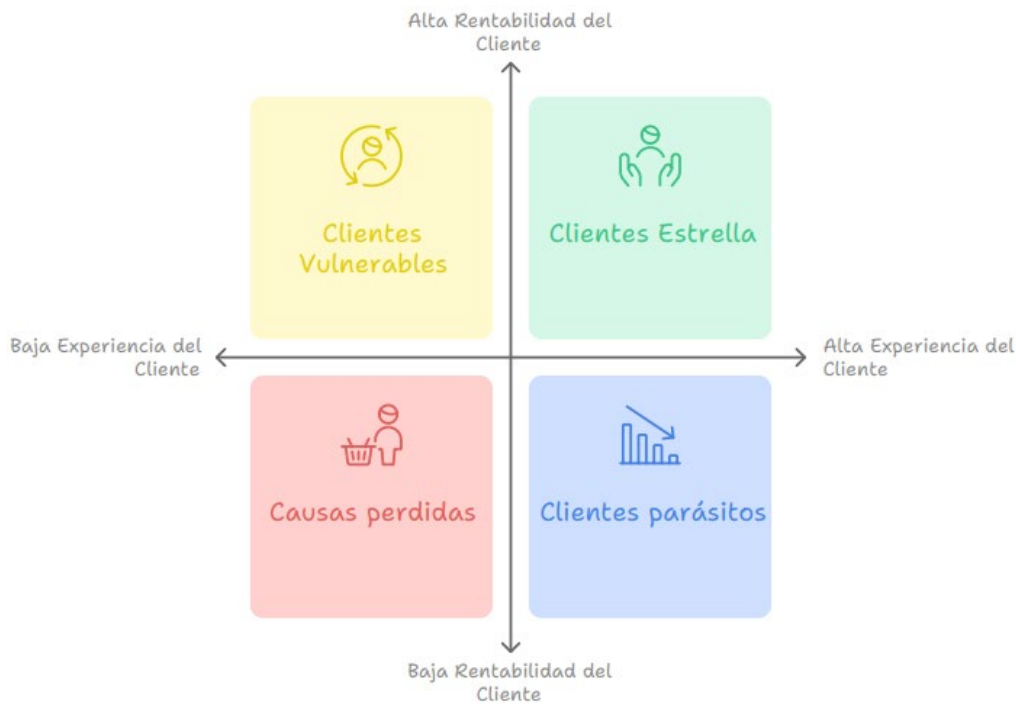 Alta Rentabilidad del
Cliente
Clientes
Vulnerables
Clientes Estrella
Baja Experiencia del
Cliente
Alta Experiencia del
Cliente
Causas perdidas
Clientes parásitos
Baja Rentabilidad del
Cliente